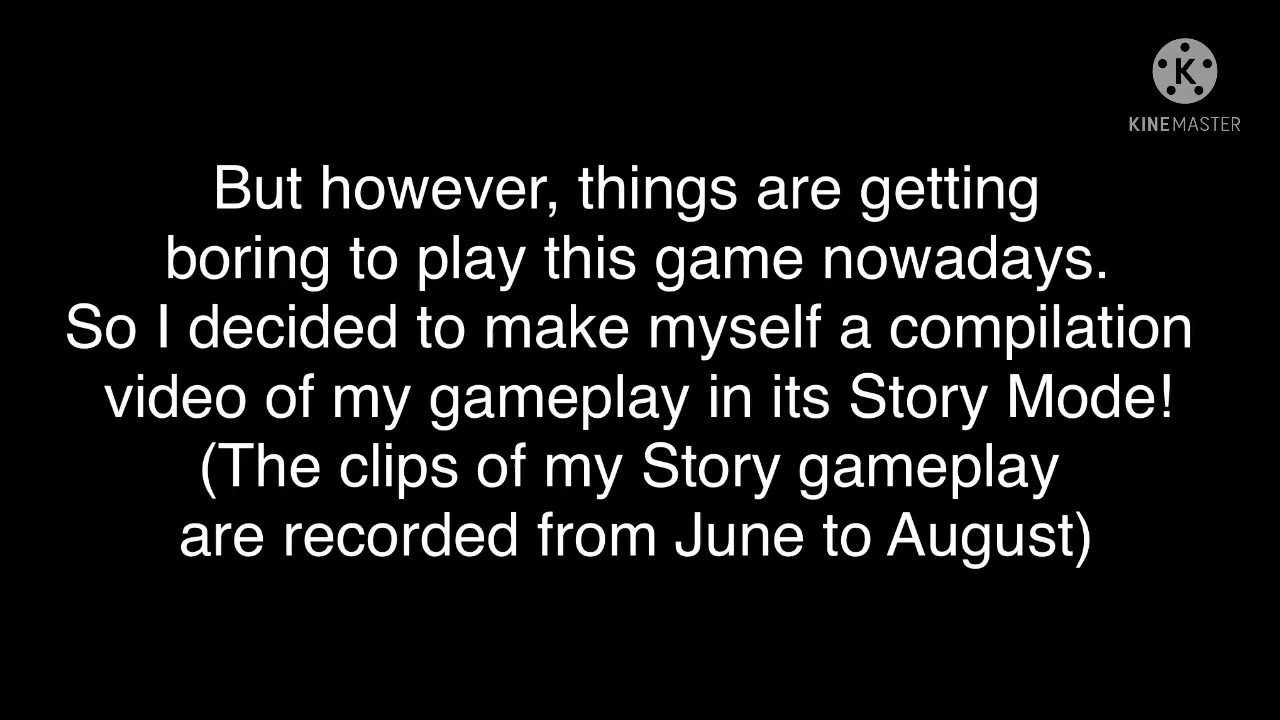 K
KINEMASTER
But however, things are getting
boring to play this game nowadays.
So I decided to make myself a compilation
video of my gameplay in its Story Mode!
(The clips of my Story gameplay
are recorded from June to August)